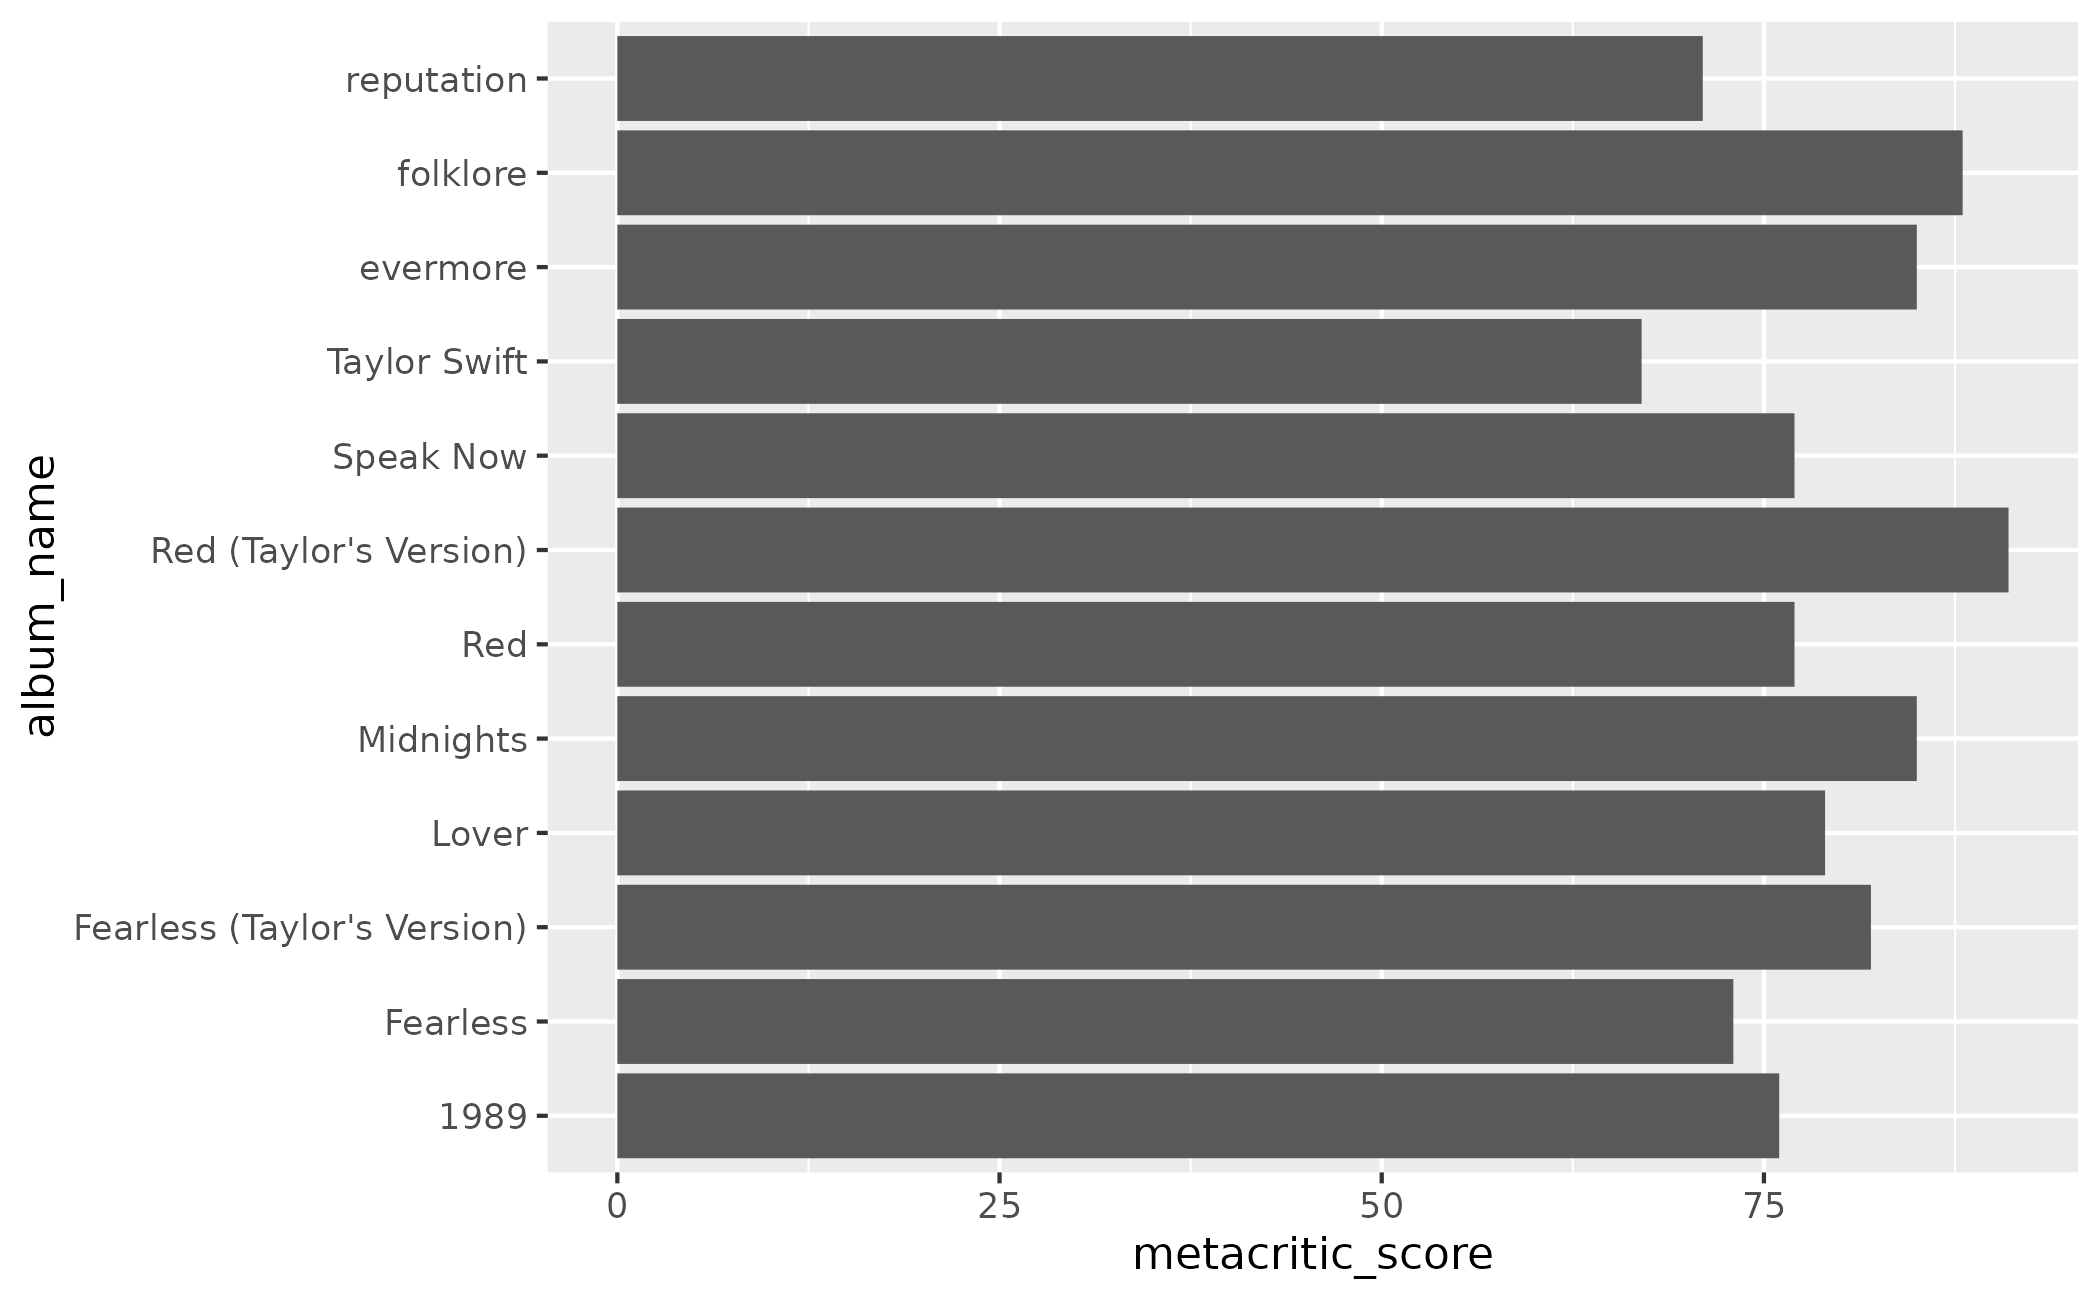 reputation
folklore
evermore
Taylor Swift
Speak Now
Red (Taylor's Version)
Red
Midnights
Lover
Fearless (Taylor's Version)
Fearless
1989
album_name
0 25 50 75
metacritic_score